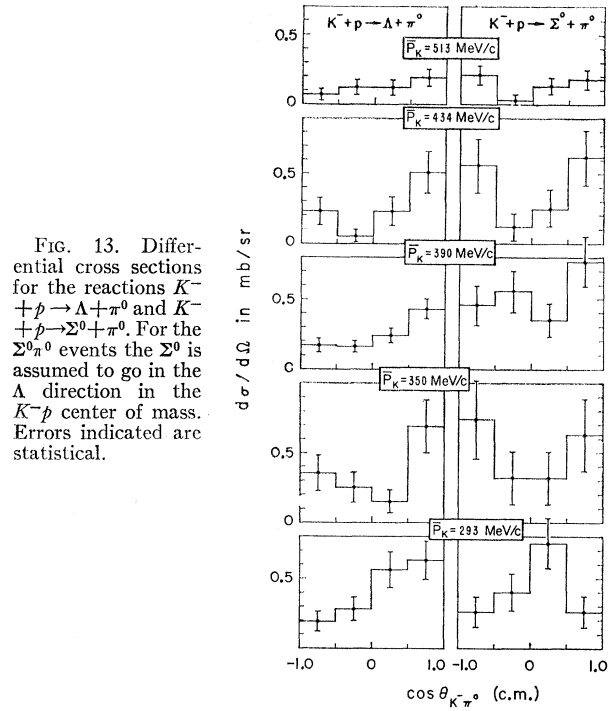 FIG. 13. Differ-
ential cross sections
for the reactions K⁻
+p→Λ+π⁰ and K⁻
+p→Σ⁰+π⁰. For the
Σ⁰π⁰ events the Σ⁰ is
assumed to go in the
Λ direction in the
K⁻p center of mass.
Errors indicated are
statistical.
dσ/dΩ in mb/sr
K⁻+p→Λ+π⁰
K⁻+p→Σ⁰+π⁰
P̄K=513 MeV/c
0.5
0
P̄K=434 MeV/c
0.5
0
P̄K=390 MeV/c
0.5
0
P̄K=350 MeV/c
0.5
0
P̄K=293 MeV/c
0.5
-1.0 0 1.0 -1.0 0 1.0
cos θK⁻π⁰ (c.m.)